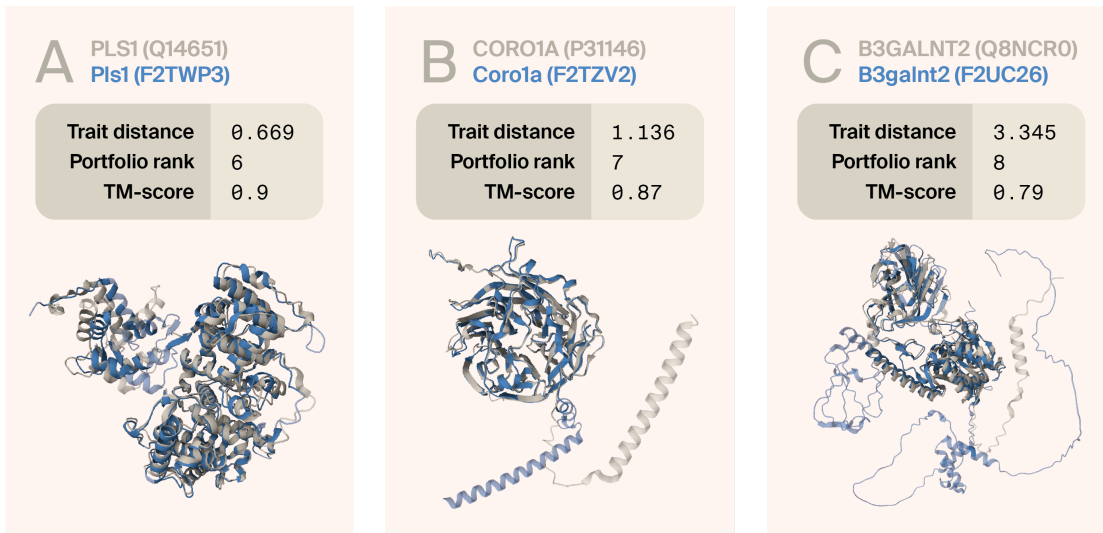 A
PLS1 (Q14651)
Pls1 (F2TWP3)
Trait distance 0.669
Portfolio rank 6
TM-score 0.9
B
CORO1A (P31146)
Coro1a (F2TZV2)
Trait distance 1.136
Portfolio rank 7
TM-score 0.87
C
B3GALNT2 (Q8NCR0)
B3galnt2 (F2UC26)
Trait distance 3.345
Portfolio rank 8
TM-score 0.79